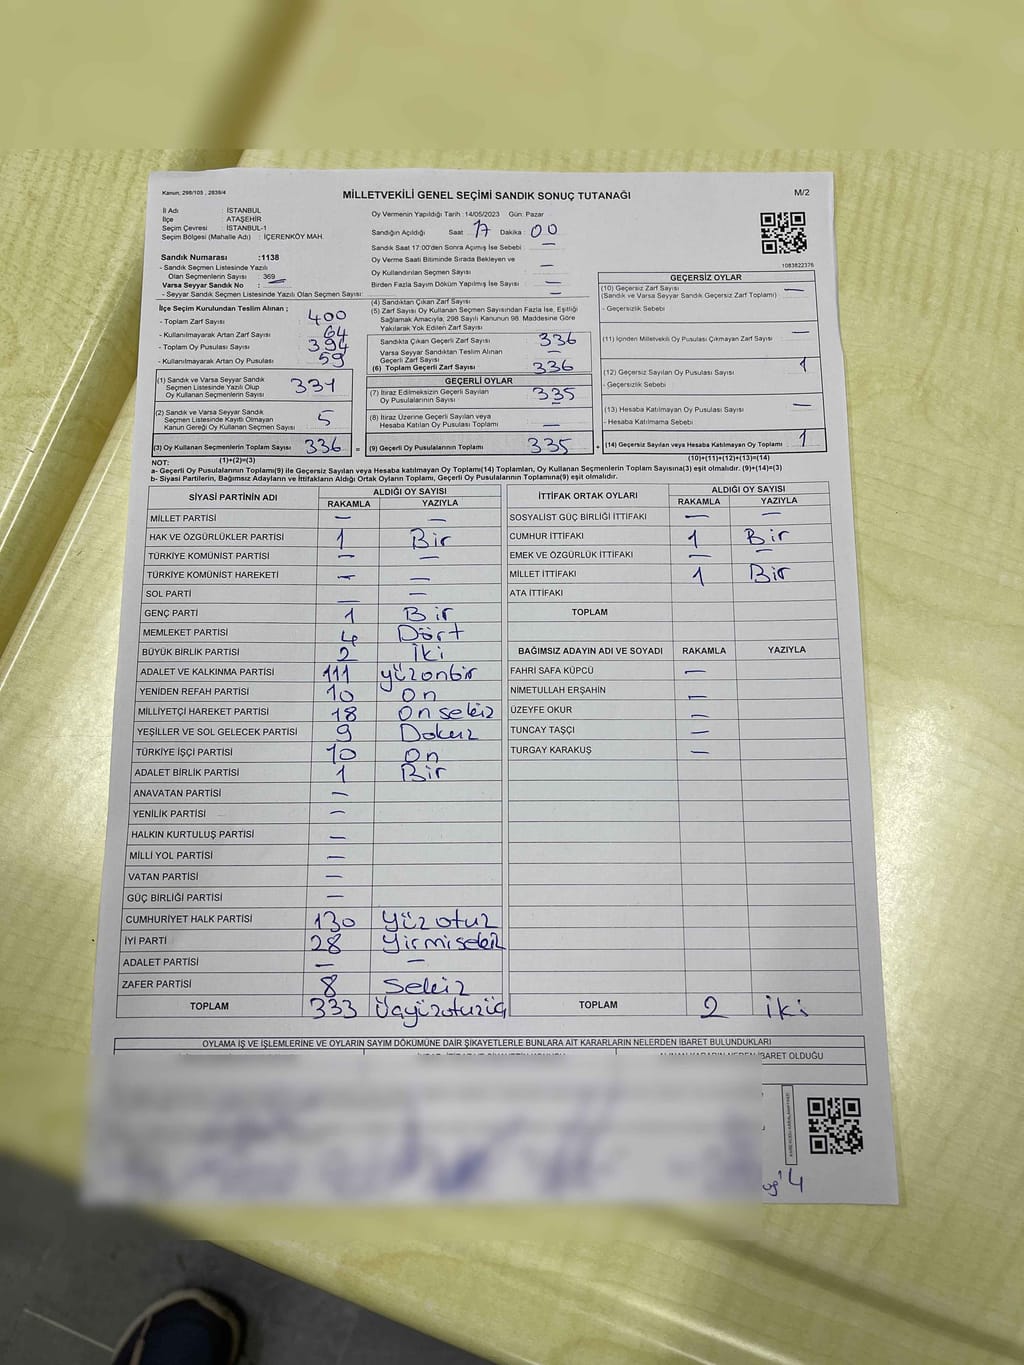 Kanun; 298/105 , 2839/4
MİLLETVEKİLİ GENEL SEÇİMİ SANDIK SONUÇ TUTANAĞI
M/2
İl Adı : İSTANBUL
İlçe : ATAŞEHİR
Seçim Çevresi : İSTANBUL-1
Seçim Bölgesi (Mahalle Adı) : İÇERENKÖY MAH.
Oy Vermenin Yapıldığı Tarih : 14/05/2023 Gün: Pazar
Sandığın Açıldığı Saat 17 Dakika 00
Sandık Saat 17:00'den Sonra Açılmış İse Sebebi —
Oy Verme Saati Bitiminde Sırada Bekleyen ve
Oy Kullandırılan Seçmen Sayısı —
Birden Fazla Sayım Döküm Yapılmış İse Sayısı —
1083822376
Sandık Numarası :1138
- Sandık Seçmen Listesinde Yazılı
Olan Seçmenlerin Sayısı : 369
Varsa Seyyar Sandık No : —
- Seyyar Sandık Seçmen Listesinde Yazılı Olan Seçmen Sayısı: —
İlçe Seçim Kurulundan Teslim Alınan ;
- Toplam Zarf Sayısı 400
- Kullanılmayarak Artan Zarf Sayısı 64
- Toplam Oy Pusulası Sayısı 394
- Kullanılmayarak Artan Oy Pusulası 59
(1) Sandık ve Varsa Seyyar Sandık
Seçmen Listesinde Yazılı Olup
Oy Kullanan Seçmenlerin Sayısı 331
(2) Sandık ve Varsa Seyyar Sandık
Seçmen Listesinde Kayıtlı Olmayan
Kanun Gereği Oy Kullanan Seçmen Sayısı 5
(3) Oy Kullanan Seçmenlerin Toplam Sayısı 336
(1)+(2)=(3)
(4) Sandıktan Çıkan Zarf Sayısı
(5) Zarf Sayısı Oy Kullanan Seçmen Sayısından Fazla İse, Eşitliği
Sağlamak Amacıyla; 298 Sayılı Kanunun 98. Maddesine Göre
Yakılarak Yok Edilen Zarf Sayısı
Sandıkta Çıkan Geçerli Zarf Sayısı 336
Varsa Seyyar Sandıktan Teslim Alınan
Geçerli Zarf Sayısı —
(6) Toplam Geçerli Zarf Sayısı 336
GEÇERLİ OYLAR
(7) İtiraz Edilmeksizin Geçerli Sayılan
Oy Pusulalarının Sayısı 335
(8) İtiraz Üzerine Geçerli Sayılan veya
Hesaba Katılan Oy Pusulası Toplamı —
= (9) Geçerli Oy Pusulalarının Toplamı 335
GEÇERSİZ OYLAR
(10) Geçersiz Zarf Sayısı —
(Sandık ve Varsa Seyyar Sandık Geçersiz Zarf Toplamı)
- Geçersizlik Sebebi
(11) İçinden Milletvekili Oy Pusulası Çıkmayan Zarf Sayısı —
(12) Geçersiz Sayılan Oy Pusulası Sayısı 1
- Geçersizlik Sebebi
(13) Hesaba Katılmayan Oy Pusulası Sayısı —
- Hesaba Katılmama Sebebi
+ (14) Geçersiz Sayılan veya Hesaba Katılmayan Oy Toplamı 1
(10)+(11)+(12)+(13)=(14)
NOT:
a- Geçerli Oy Pusulalarının Toplamı(9) ile Geçersiz Sayılan veya Hesaba katılmayan Oy Toplamı(14) Toplamları, Oy Kullanan Seçmenlerin Toplam Sayısına(3) eşit olmalıdır. (9)+(14)=(3)
b- Siyasi Partilerin, Bağımsız Adayların ve İttifakların Aldığı Ortak Oyların Toplamı, Geçerli Oy Pusulalarının Toplamına(9) eşit olmalıdır.
SİYASİ PARTİNİN ADI ALDIĞI OY SAYISI
RAKAMLA YAZIYLA
MİLLET PARTİSİ — —
HAK VE ÖZGÜRLÜKLER PARTİSİ 1 Bir
TÜRKİYE KOMÜNİST PARTİSİ — —
TÜRKİYE KOMÜNİST HAREKETİ — —
SOL PARTİ — —
GENÇ PARTİ 1 Bir
MEMLEKET PARTİSİ 4 Dört
BÜYÜK BİRLİK PARTİSİ 2 İki
ADALET VE KALKINMA PARTİSİ 111 yüzonbir
YENİDEN REFAH PARTİSİ 10 On
MİLLİYETÇİ HAREKET PARTİSİ 18 On sekiz
YEŞİLLER VE SOL GELECEK PARTİSİ 9 Dokuz
TÜRKİYE İŞÇİ PARTİSİ 10 On
ADALET BİRLİK PARTİSİ 1 Bir
ANAVATAN PARTİSİ —
YENİLİK PARTİSİ —
HALKIN KURTULUŞ PARTİSİ —
MİLLİ YOL PARTİSİ —
VATAN PARTİSİ —
GÜÇ BİRLİĞİ PARTİSİ —
CUMHURİYET HALK PARTİSİ 130 yüzotuz
İYİ PARTİ 28 Yirmisekiz
ADALET PARTİSİ — —
ZAFER PARTİSİ 8 Sekiz
TOPLAM 333 Üçyüzotuzüç
İTTİFAK ORTAK OYLARI ALDIĞI OY SAYISI
RAKAMLA YAZIYLA
SOSYALİST GÜÇ BİRLİĞİ İTTİFAKI — —
CUMHUR İTTİFAKI 1 Bir
EMEK VE ÖZGÜRLÜK İTTİFAKI — —
MİLLET İTTİFAKI 1 Bir
ATA İTTİFAKI
TOPLAM
BAĞIMSIZ ADAYIN ADI VE SOYADI RAKAMLA YAZIYLA
FAHRİ SAFA KÜPCÜ —
NİMETULLAH ERŞAHİN —
ÜZEYFE OKUR —
TUNCAY TAŞÇI —
TURGAY KARAKUŞ —
TOPLAM 2 İki
OYLAMA İŞ VE İŞLEMLERİNE VE OYLARIN SAYIM DÖKÜMÜNE DAİR ŞİKAYETLERLE BUNLARA AİT KARARLARIN NELERDEN İBARET BULUNDUKLARI
ALINAN KARARIN NEDEN İBARET OLDUĞU
4